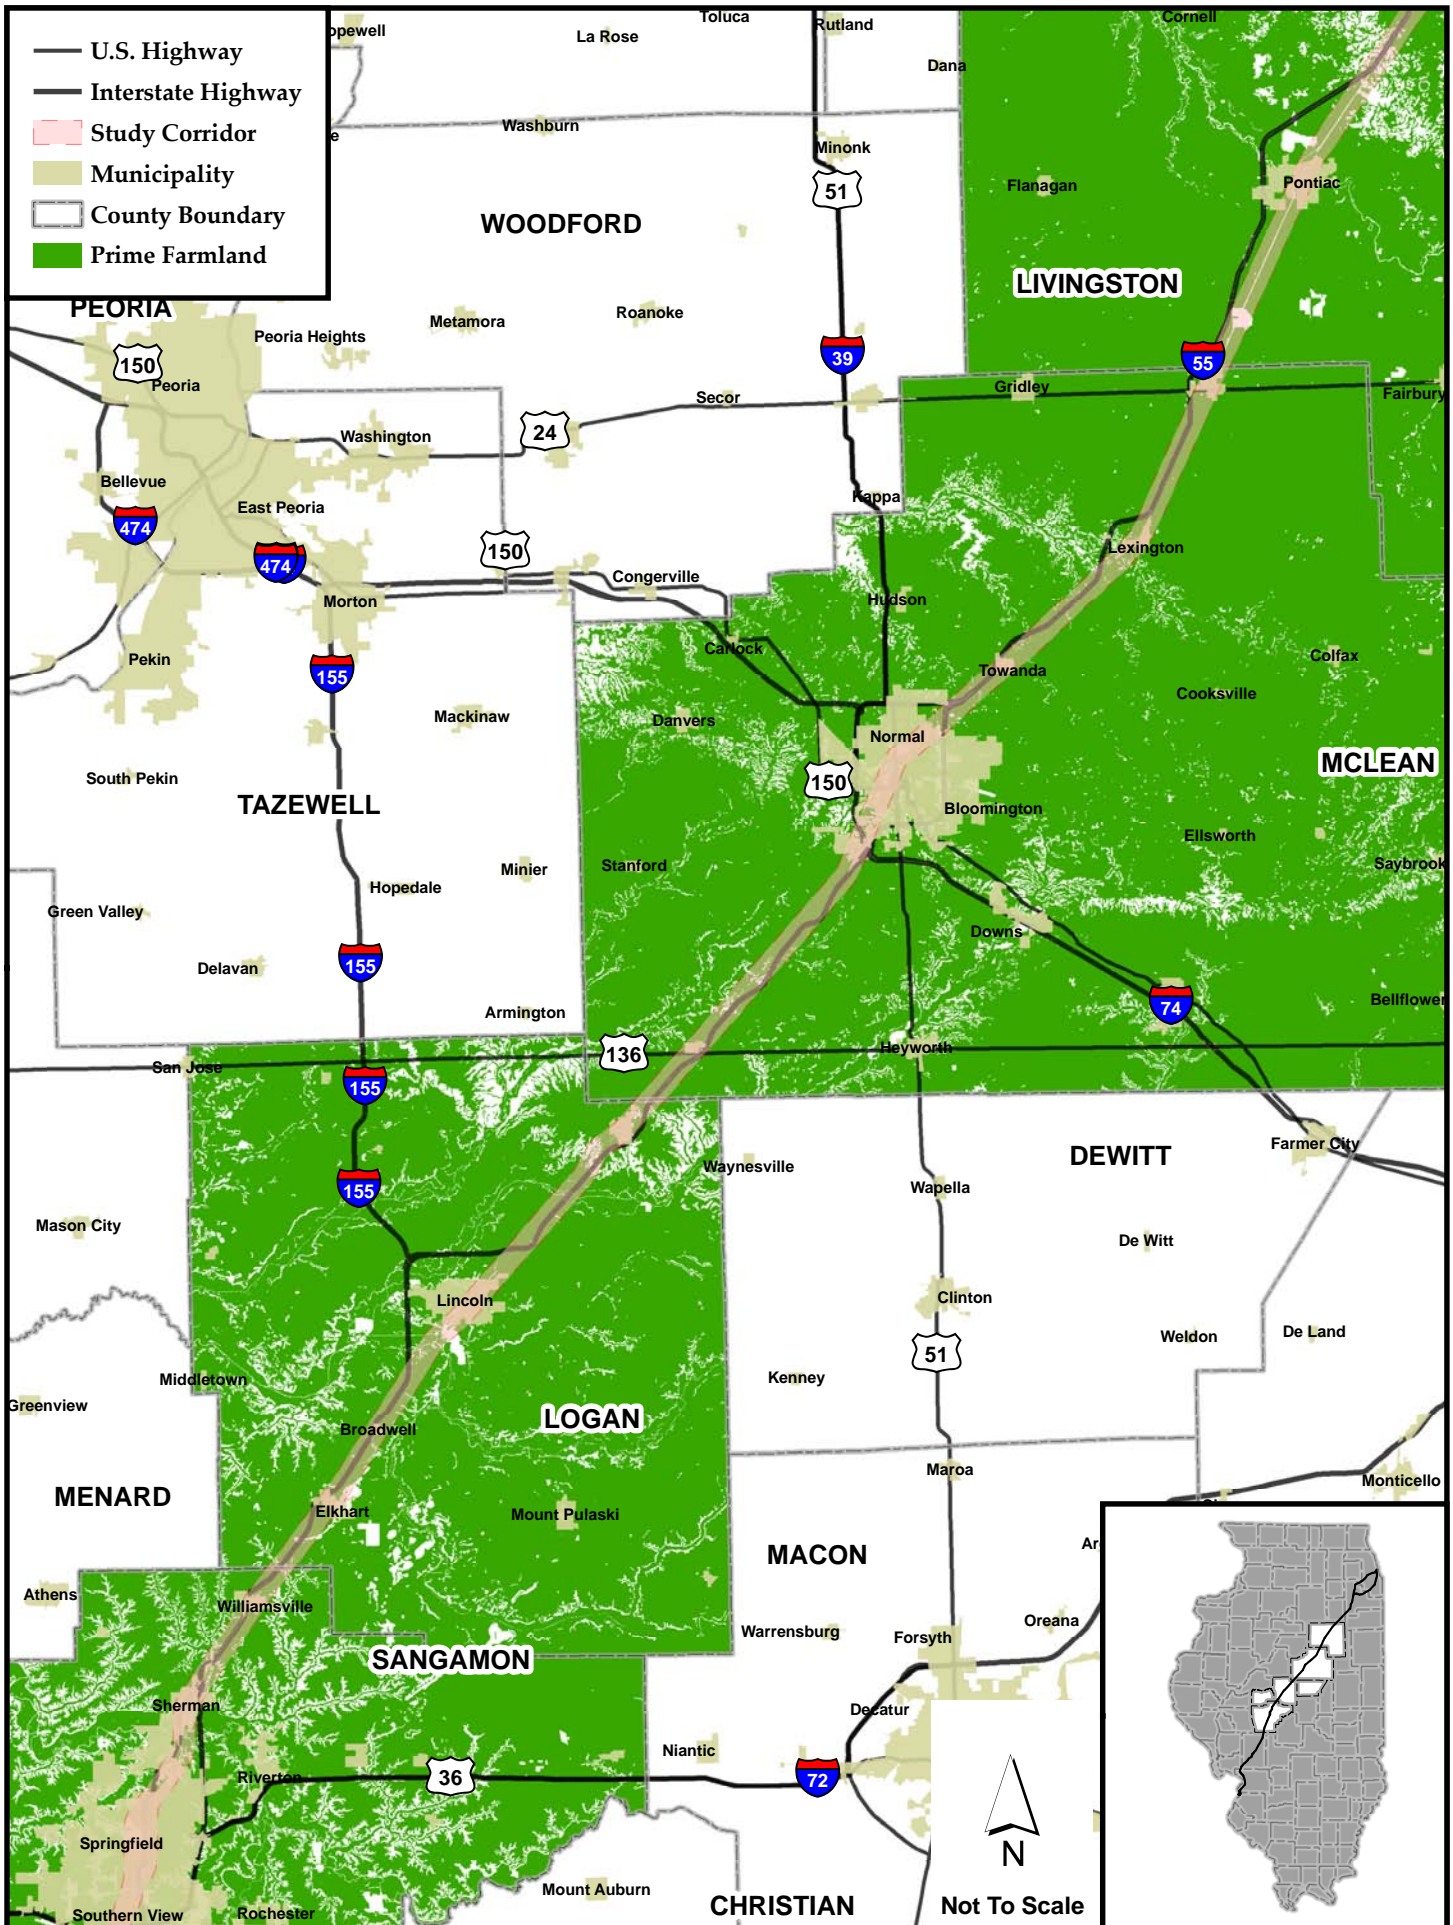 U.S. Highway
Interstate Highway
Study Corridor
Municipality
County Boundary
Prime Farmland
opewell
La Rose
Toluca
Rutland
Cornell
Dana
e
Washburn
Minonk
51
Flanagan
Pontiac
WOODFORD
LIVINGSTON
PEORIA
Peoria Heights
Metamora
Roanoke
150
Peoria
39
55
Secor
Gridley
Fairbury
Washington
24
Bellevue
East Peoria
Kappa
474
474
150
Lexington
Congerville
Morton
Hudson
Carlock
Pekin
155
Towanda
Colfax
Cooksville
Mackinaw
Danvers
Normal
South Pekin
150
MCLEAN
TAZEWELL
Bloomington
Ellsworth
Minier
Stanford
Saybrook
Hopedale
Green Valley
Downs
Delavan
155
Armington
74
Bellflower
San Jose
136
Heyworth
155
Waynesville
DEWITT
Farmer City
155
Wapella
Mason City
De Witt
Lincoln
Clinton
Weldon
De Land
51
Middletown
Kenney
Greenview
Broadwell
LOGAN
Maroa
MENARD
Elkhart
Mount Pulaski
Monticello
MACON
Ar
Athens
Williamsville
Oreana
Warrensburg
Forsyth
SANGAMON
Sherman
Decatur
Niantic
Riverton
36
72
Springfield
N
Mount Auburn
CHRISTIAN
Not To Scale
Southern View
Rochester